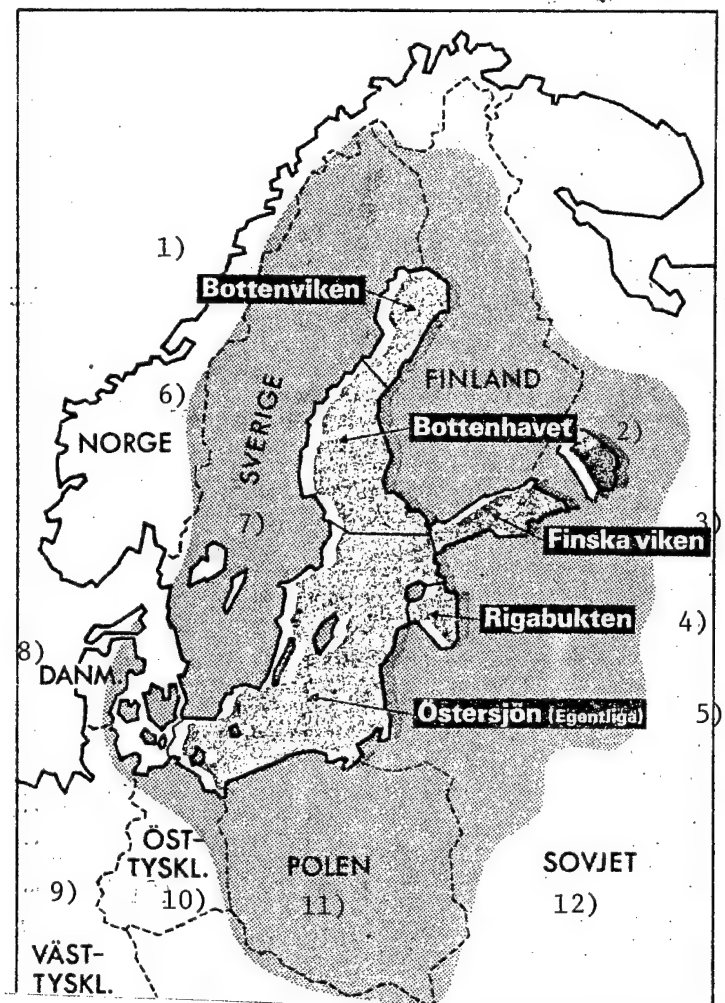 1)
Bottenviken
FINLAND
6)
SVERIGE
NORGE
Bottenhavet
2)
7)
3)
Finska viken
Rigabukten
4)
8)
DANM.
Östersjön (Egentliga)
5)
ÖST-
TYSKL.
POLEN
SOVJET
9)
10)
11)
12)
VÄST-
TYSKL.